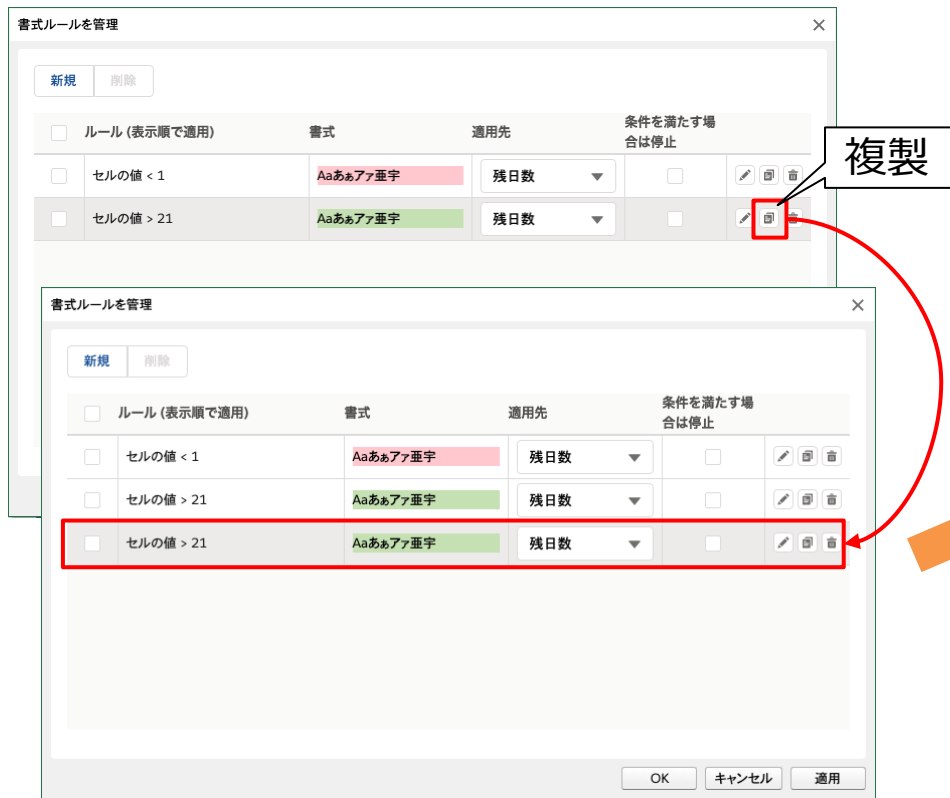 書式ルールを管理
新規 削除
ルール (表示順で適用) 書式 適用先 条件を満たす場
合は停止
複製
セルの値 < 1 Aaあぁアァ亜宇 残日数
セルの値 > 21 Aaあぁアァ亜宇 残日数
書式ルールを管理
新規 削除
ルール (表示順で適用) 書式 適用先 条件を満たす場
合は停止
セルの値 < 1 Aaあぁアァ亜宇 残日数
セルの値 > 21 Aaあぁアァ亜宇 残日数
セルの値 > 21 Aaあぁアァ亜宇 残日数
OK キャンセル 適用